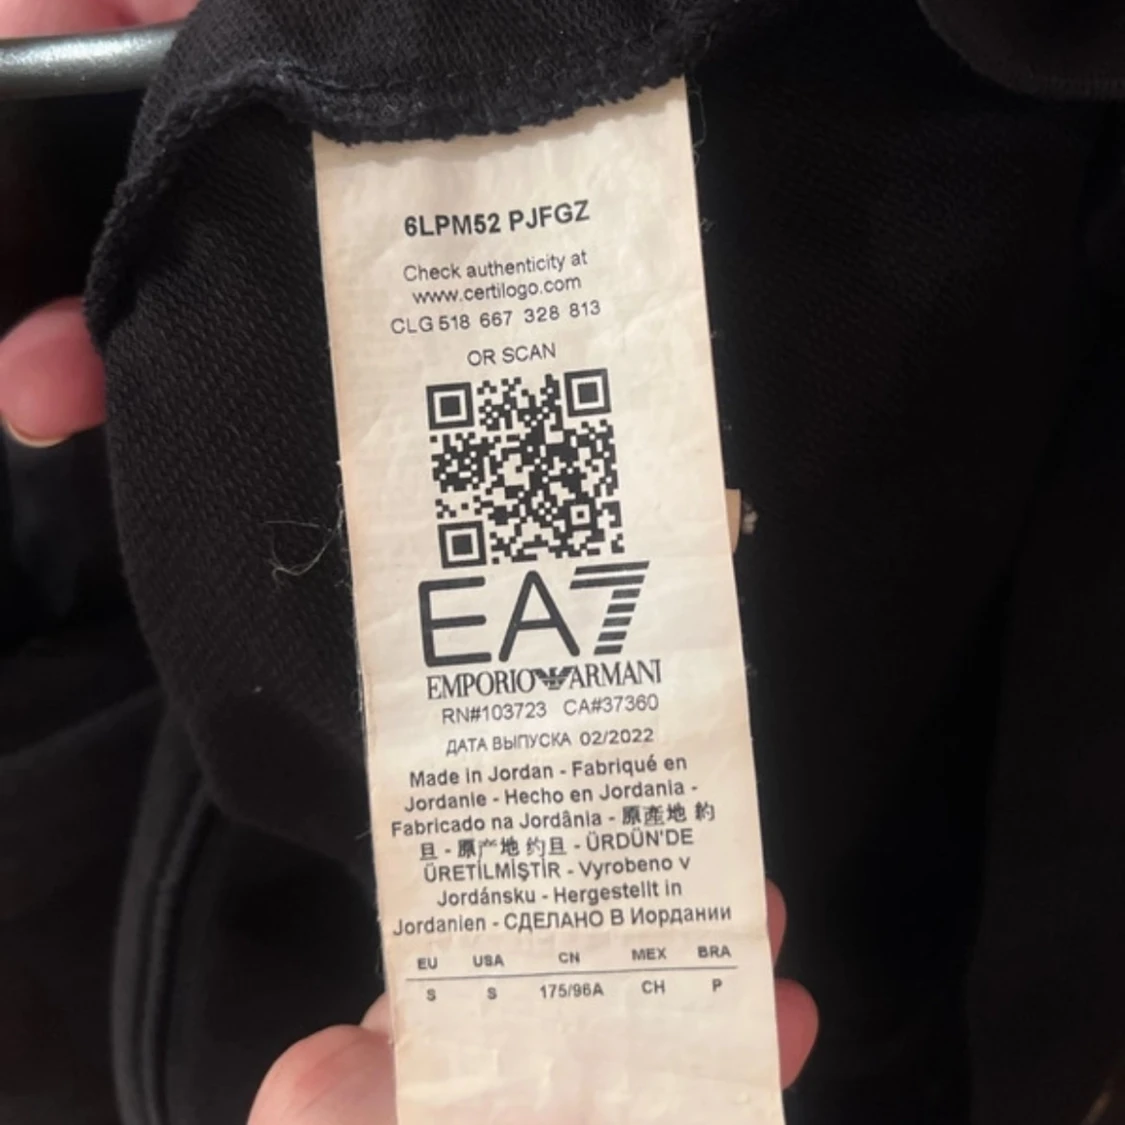 6LPM52 PJFGZ
Check authenticity at
www.certilogo.com
CLG 518 667 328 813
OR SCAN
EA7
EMPORIO ARMANI
RN#103723 CA#37360
ДАТА ВЫПУСКА 02/2022
Made in Jordan - Fabriqué en
Jordanie - Hecho en Jordania -
Fabricado na Jordânia - 原產地 約
旦 - 原产地 约旦 - ÜRDÜN'DE
ÜRETİLMİŞTİR - Vyrobeno v
Jordánsku - Hergestellt in
Jordanien - СДЕЛАНО В Иордании
EU USA CN MEX BRA
S S 175/96A CH P